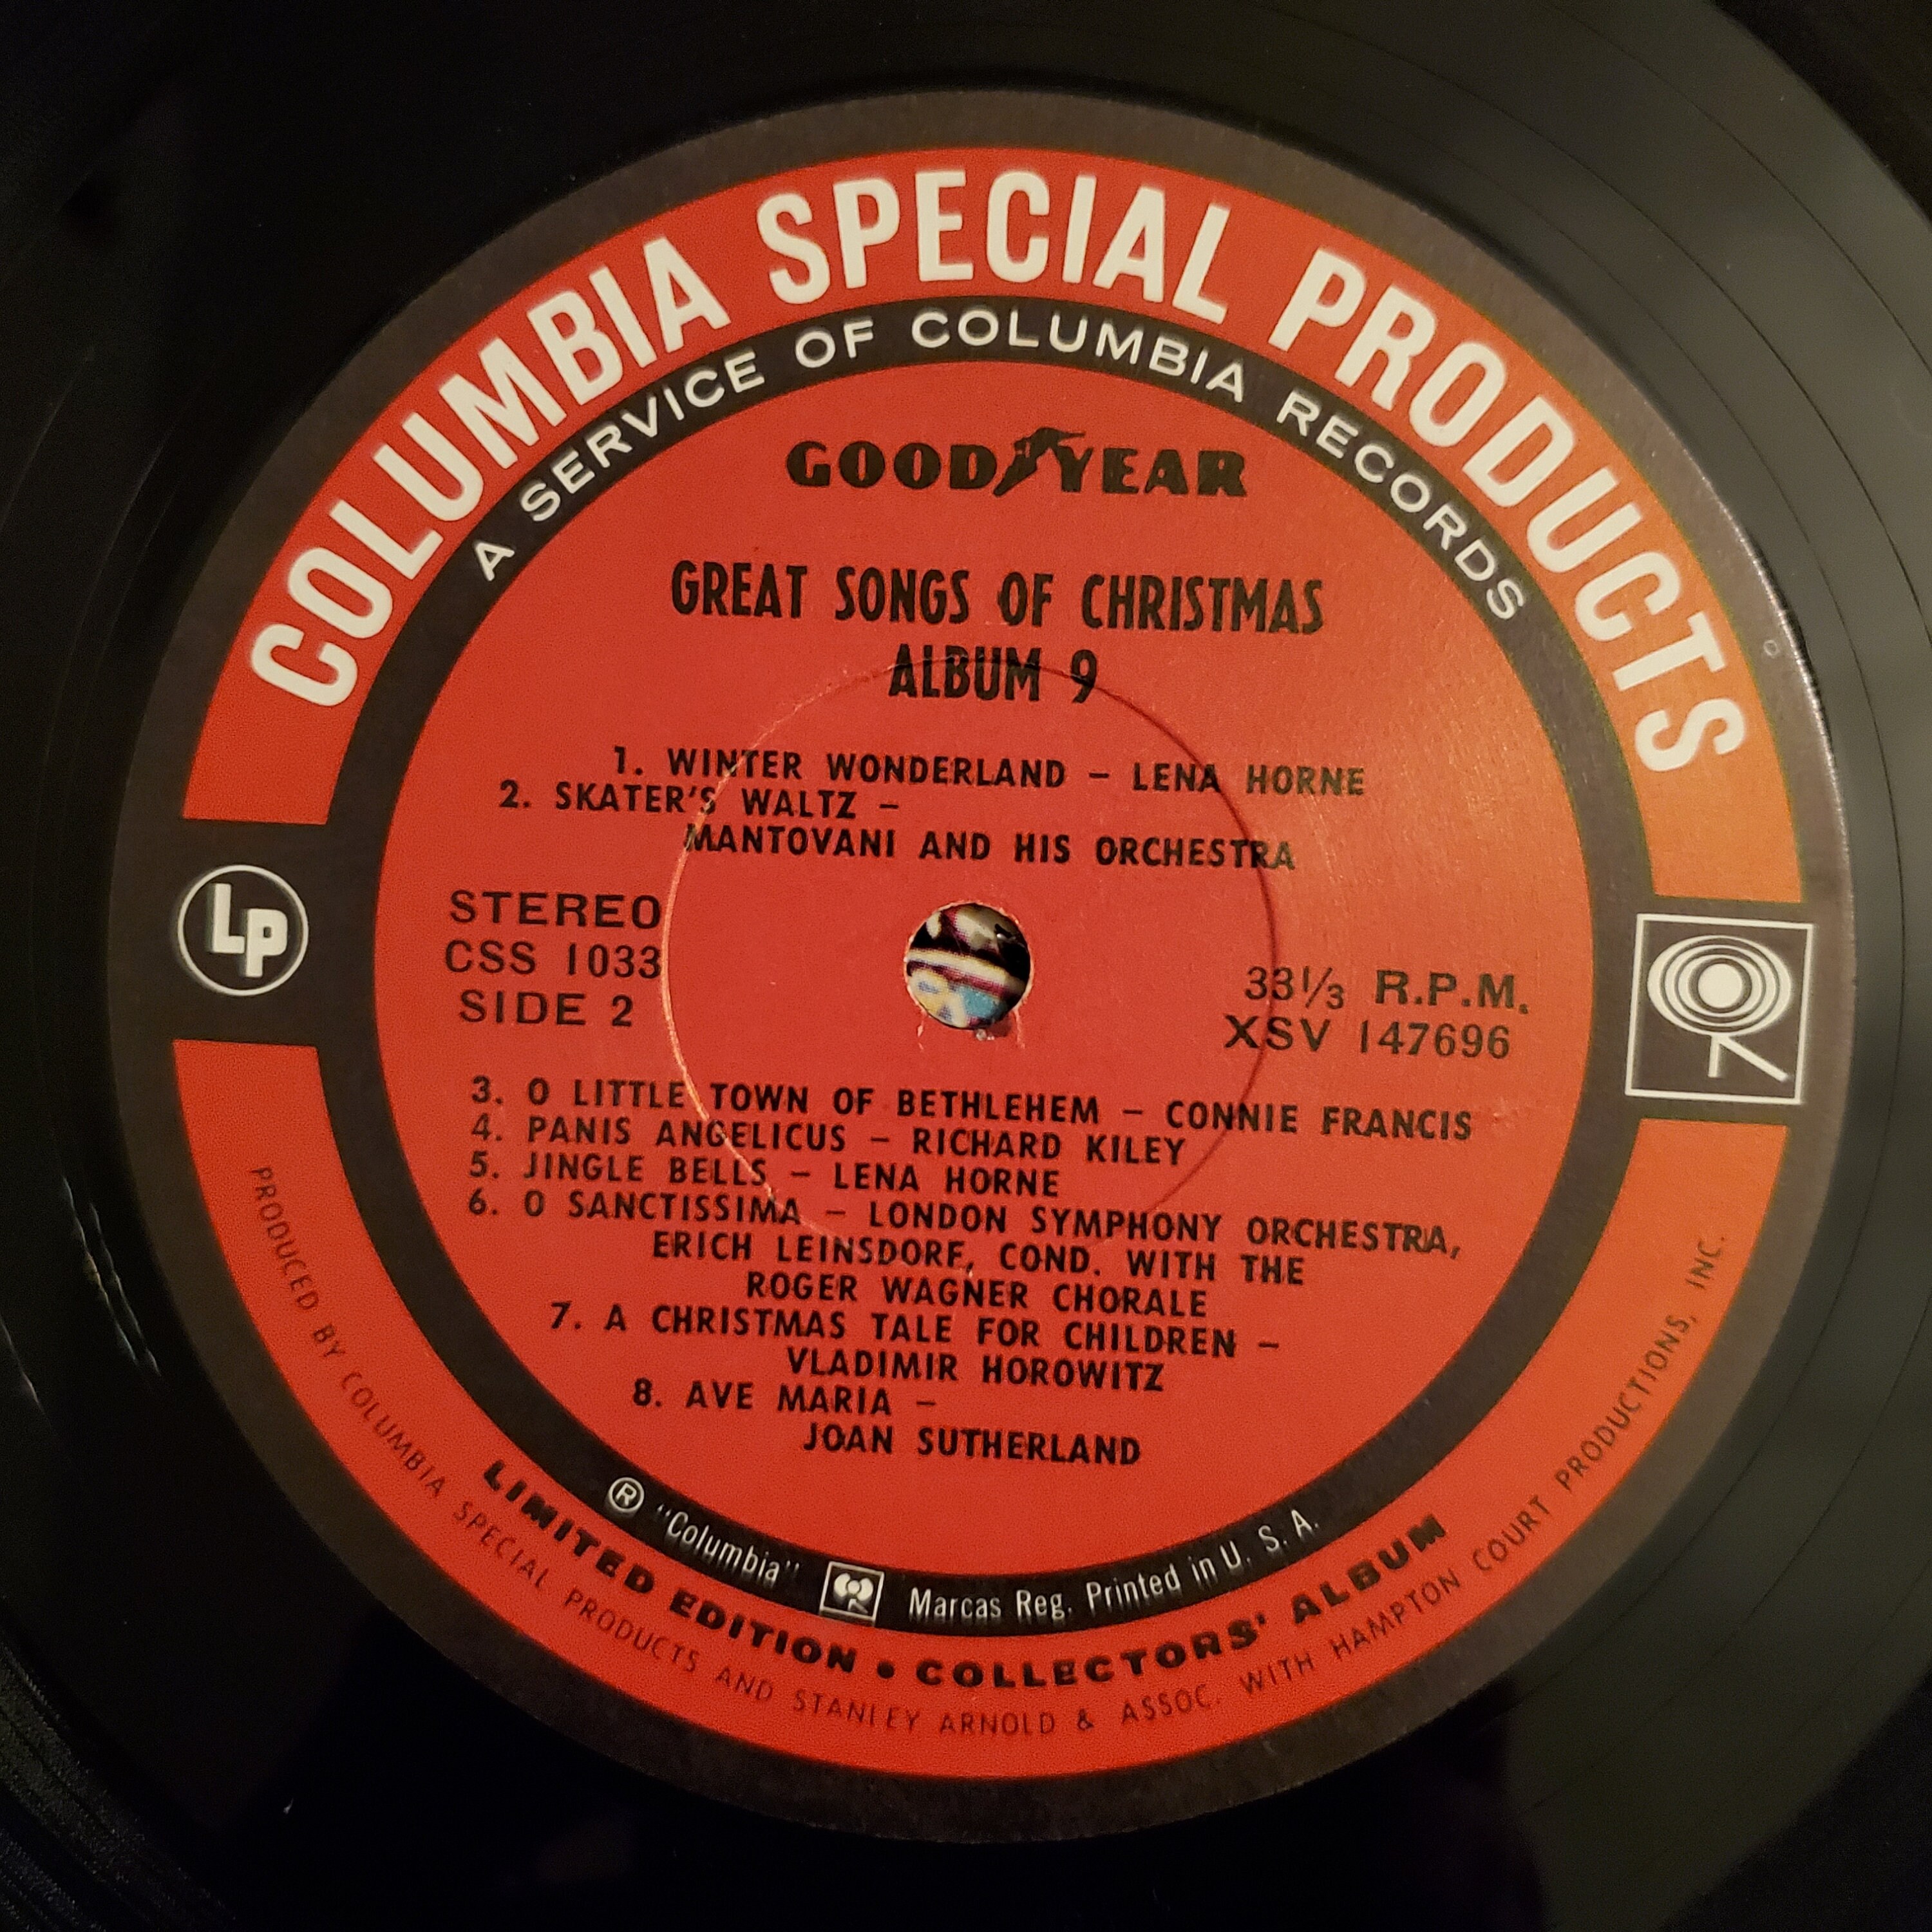 COLUMBIA SPECIAL PRODUCTS
A SERVICE OF COLUMBIA RECORDS
GOODYEAR
GREAT SONGS OF CHRISTMAS
ALBUM 9
1. WINTER WONDERLAND – LENA HORNE
2. SKATER'S WALTZ –
MANTOVANI AND HIS ORCHESTRA
LP
STEREO
CSS 1033
SIDE 2
33⅓ R.P.M.
XSV 147696
3. O LITTLE TOWN OF BETHLEHEM – CONNIE FRANCIS
4. PANIS ANGELICUS – RICHARD KILEY
5. JINGLE BELLS – LENA HORNE
6. O SANCTISSIMA – LONDON SYMPHONY ORCHESTRA,
ERICH LEINSDORF, COND. WITH THE
ROGER WAGNER CHORALE
7. A CHRISTMAS TALE FOR CHILDREN –
VLADIMIR HOROWITZ
8. AVE MARIA –
JOAN SUTHERLAND
® "Columbia" Marcas Reg. Printed in U. S. A.
LIMITED EDITION • COLLECTORS' ALBUM
PRODUCED BY COLUMBIA SPECIAL PRODUCTS AND STANLEY ARNOLD & ASSOC. WITH HAMPTON COURT PRODUCTIONS, INC.